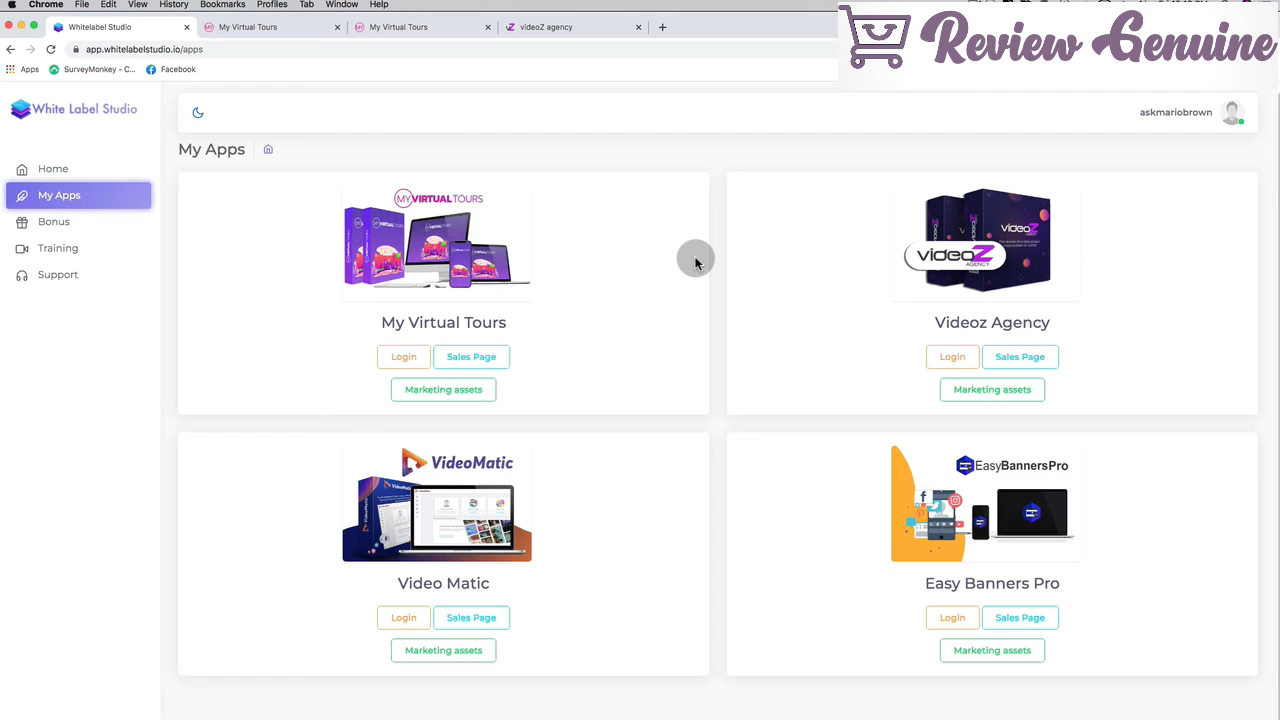 Chrome File Edit View History Bookmarks Profiles Tab Window Help
Whitelabel Studio
My Virtual Tours
My Virtual Tours
videoZ agency
app.whitelabelstudio.io/apps
Apps
SurveyMonkey - C...
Facebook
Review Genuine
White Label Studio
askmariobrown
Home
My Apps
Bonus
Training
Support
My Apps
MYVIRTUALTOURS
My Virtual Tours
Login
Sales Page
Marketing assets
videoZ
videoZ
AGENCY
Videoz Agency
Login
Sales Page
Marketing assets
VideoMatic
Video Matic
Login
Sales Page
Marketing assets
EasyBannersPro
Easy Banners Pro
Login
Sales Page
Marketing assets